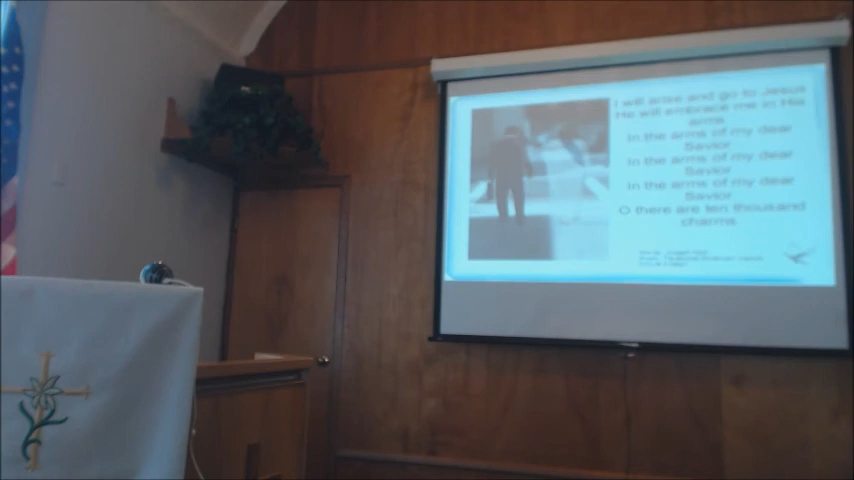 I will arise and go to Jesus
He will embrace me in His
arms
In the arms of my dear
Savior
In the arms of my dear
Savior
In the arms of my dear
Savior
O there are ten thousand
charms